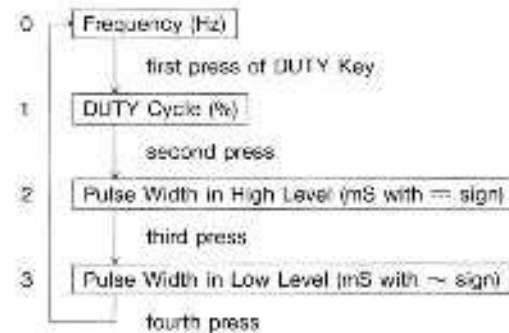 0 Frequency (Hz)
first press of DUTY Key
1 DUTY Cycle (%)
second press
2 Pulse Width in High Level (mS with ⎓ sign)
third press
3 Pulse Width in Low Level (mS with ~ sign)
fourth press